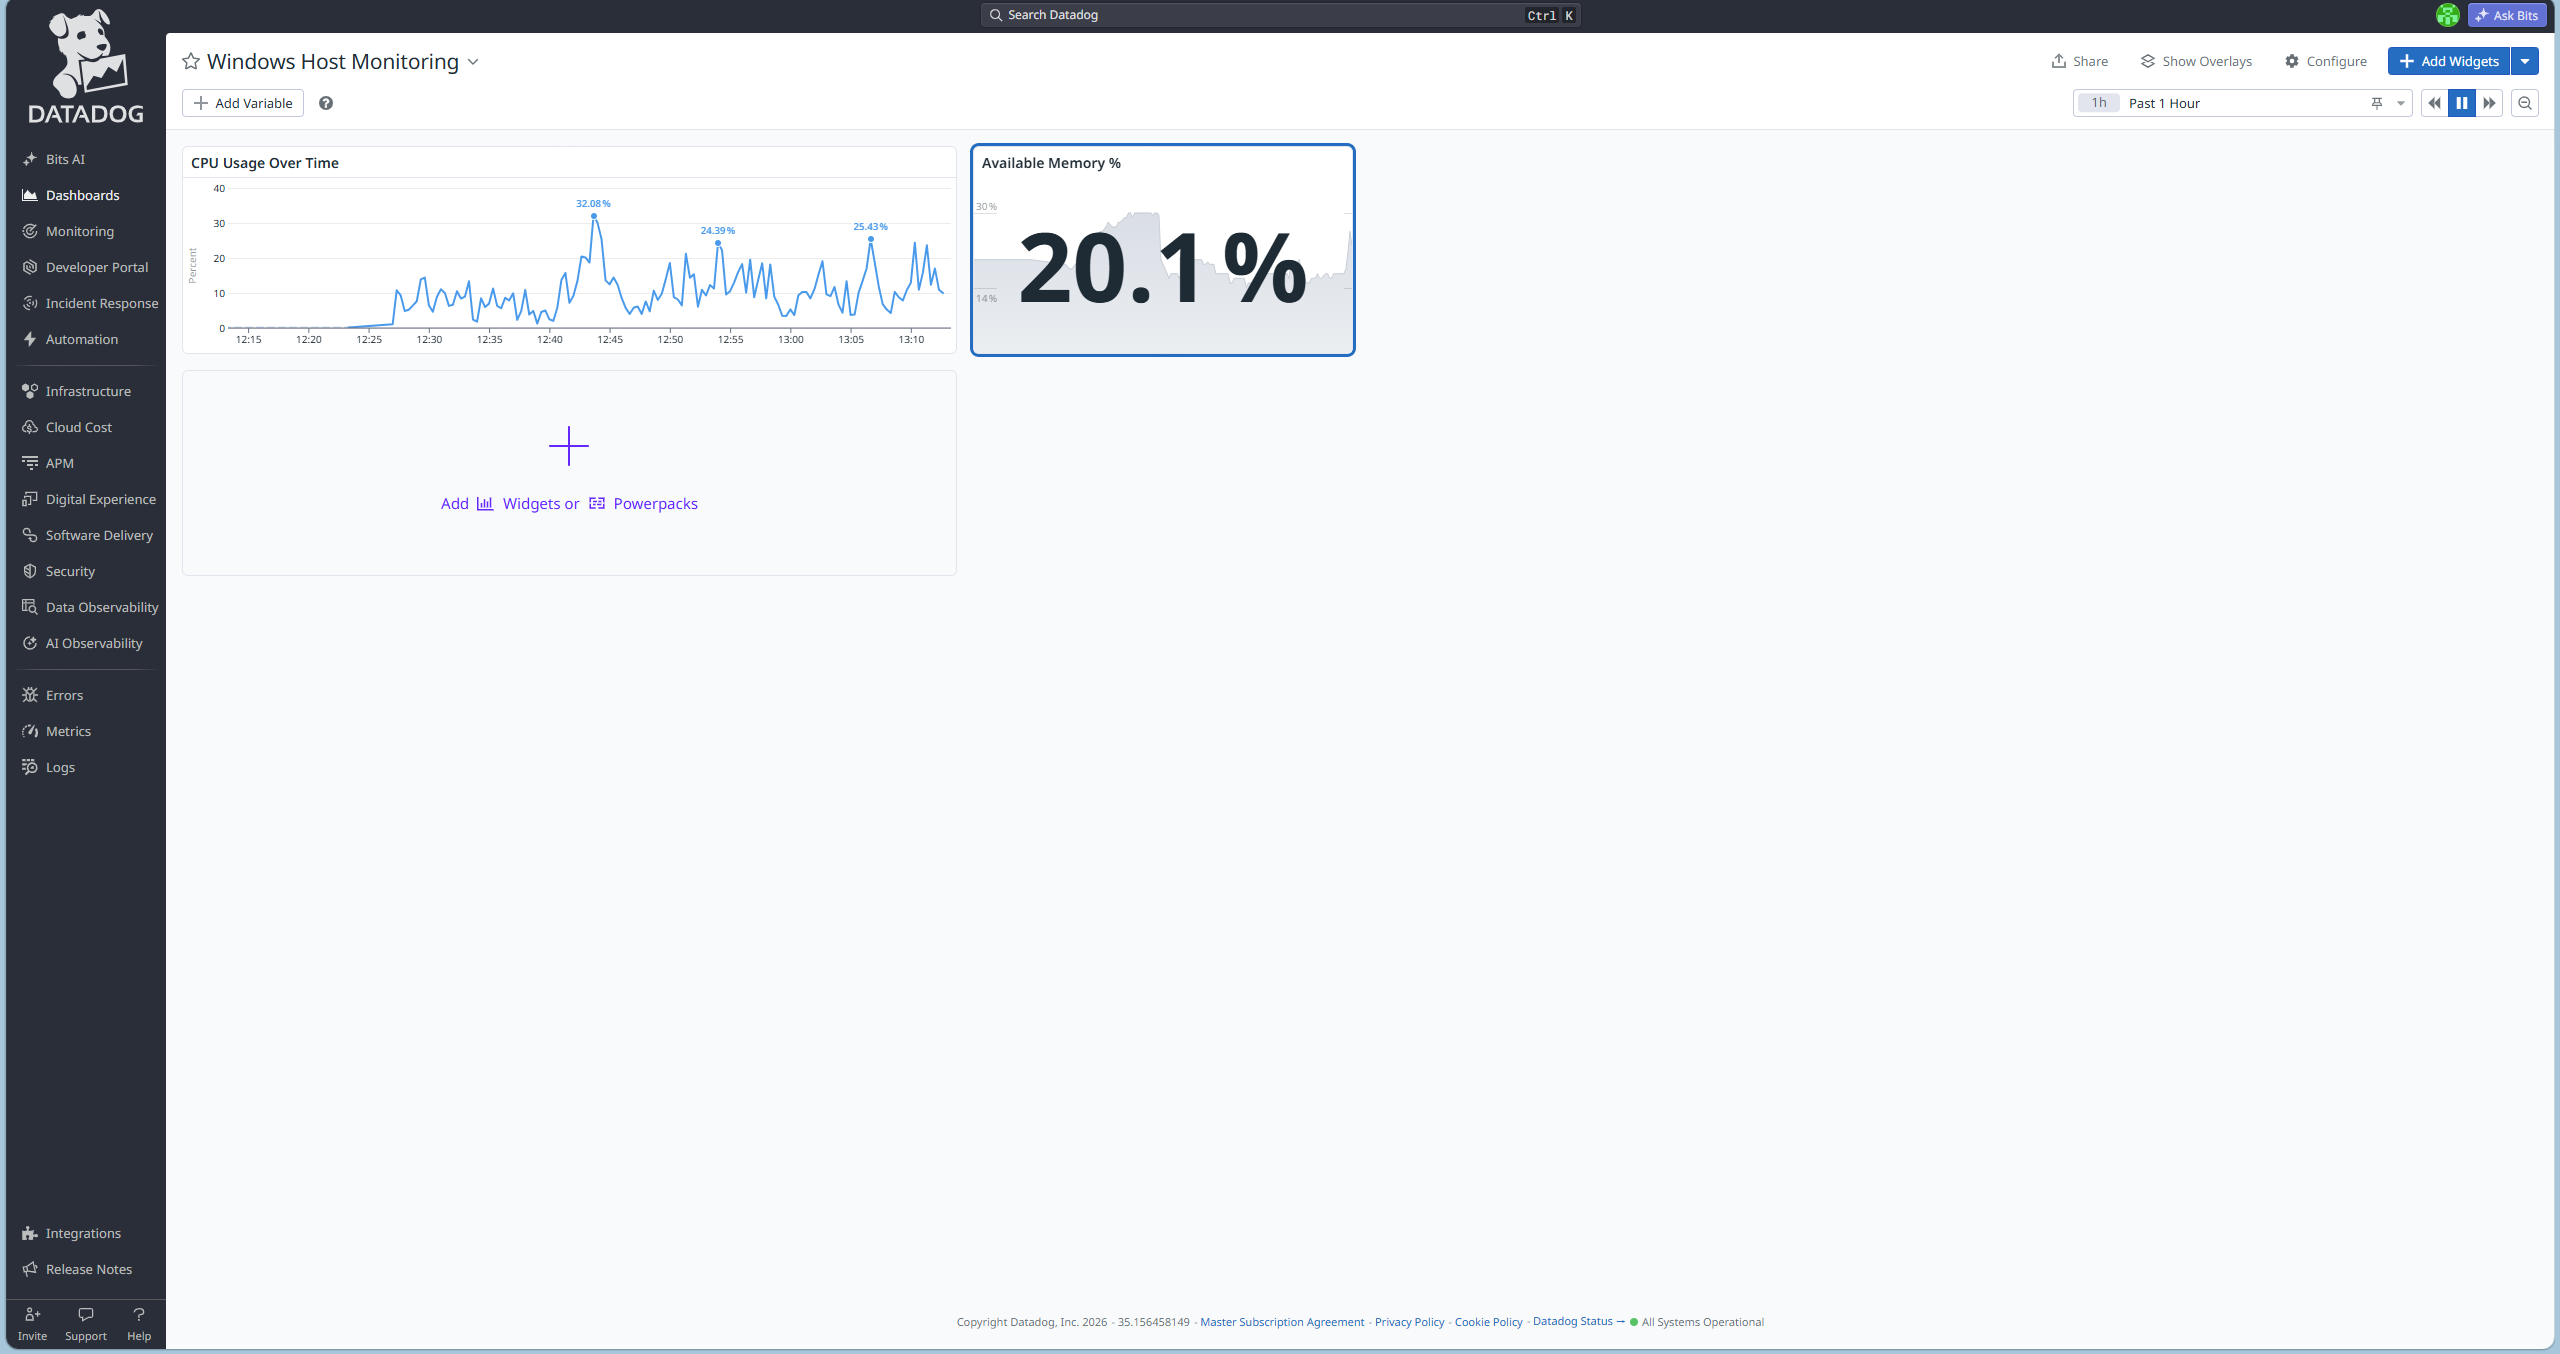 DATADOG
Search Datadog
Ctrl K
Ask Bits
Windows Host Monitoring
Share
Show Overlays
Configure
Add Widgets
Add Variable
?
1h
Past 1 Hour
Bits AI
Dashboards
Monitoring
Developer Portal
Incident Response
Automation
Infrastructure
Cloud Cost
APM
Digital Experience
Software Delivery
Security
Data Observability
AI Observability
Errors
Metrics
Logs
Integrations
Release Notes
Invite
Support
Help
CPU Usage Over Time
Percent
40
30
20
10
0
32.08%
24.39%
25.43%
12:15 12:20 12:25 12:30 12:35 12:40 12:45 12:50 12:55 13:00 13:05 13:10
Available Memory %
30%
20.1%
14%
Add Widgets or Powerpacks
Copyright Datadog, Inc. 2026 - 35.156458149 - Master Subscription Agreement - Privacy Policy - Cookie Policy - Datadog Status → All Systems Operational